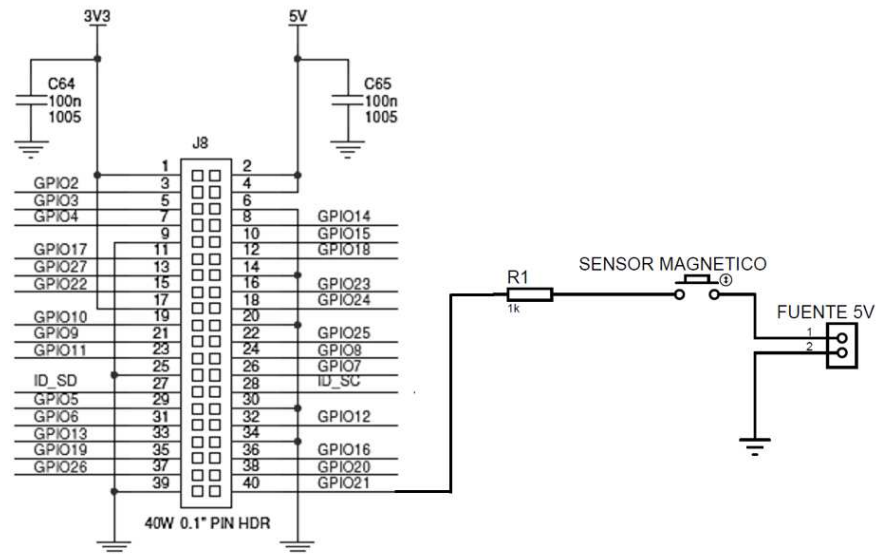 3V3
5V
C64
100n
1005
C65
100n
1005
J8
1 2
GPIO2 3 4
GPIO3 5 6
GPIO4 7 8 GPIO14
9 10 GPIO15
GPIO17 11 12 GPIO18
GPIO27 13 14
GPIO22 15 16 GPIO23
17 18 GPIO24
GPIO10 19 20
GPIO9 21 22 GPIO25
GPIO11 23 24 GPIO8
25 26 GPIO7
ID_SD 27 28 ID_SC
GPIO5 29 30
GPIO6 31 32 GPIO12
GPIO13 33 34
GPIO19 35 36 GPIO16
GPIO26 37 38 GPIO20
39 40 GPIO21
40W 0.1" PIN HDR
R1
1k
SENSOR MAGNETICO
FUENTE 5V
1
2